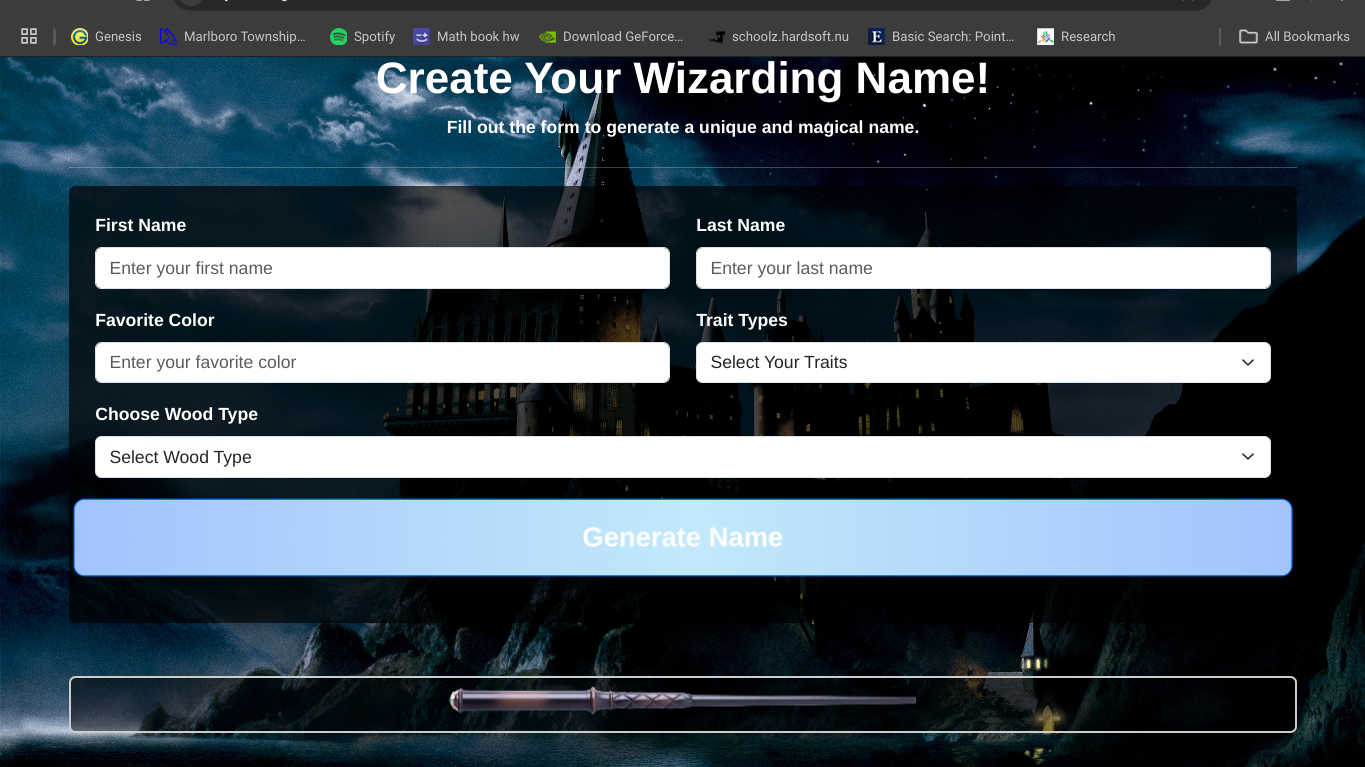 Genesis Marlboro Township... Spotify Math book hw Download GeForce... schoolz.hardsoft.nu Basic Search: Point... Research All Bookmarks
Create Your Wizarding Name!
Fill out the form to generate a unique and magical name.
First Name Last Name
Enter your first name Enter your last name
Favorite Color Trait Types
Enter your favorite color Select Your Traits
Choose Wood Type
Select Wood Type
Generate Name